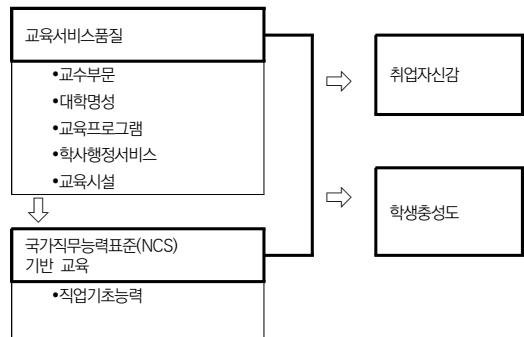 교육서비스품질
•교수부문
•대학명성
•교육프로그램
•학사행정서비스
•교육시설
국가직무능력표준(NCS)
기반 교육
•직업기초능력
취업자신감
학생충성도